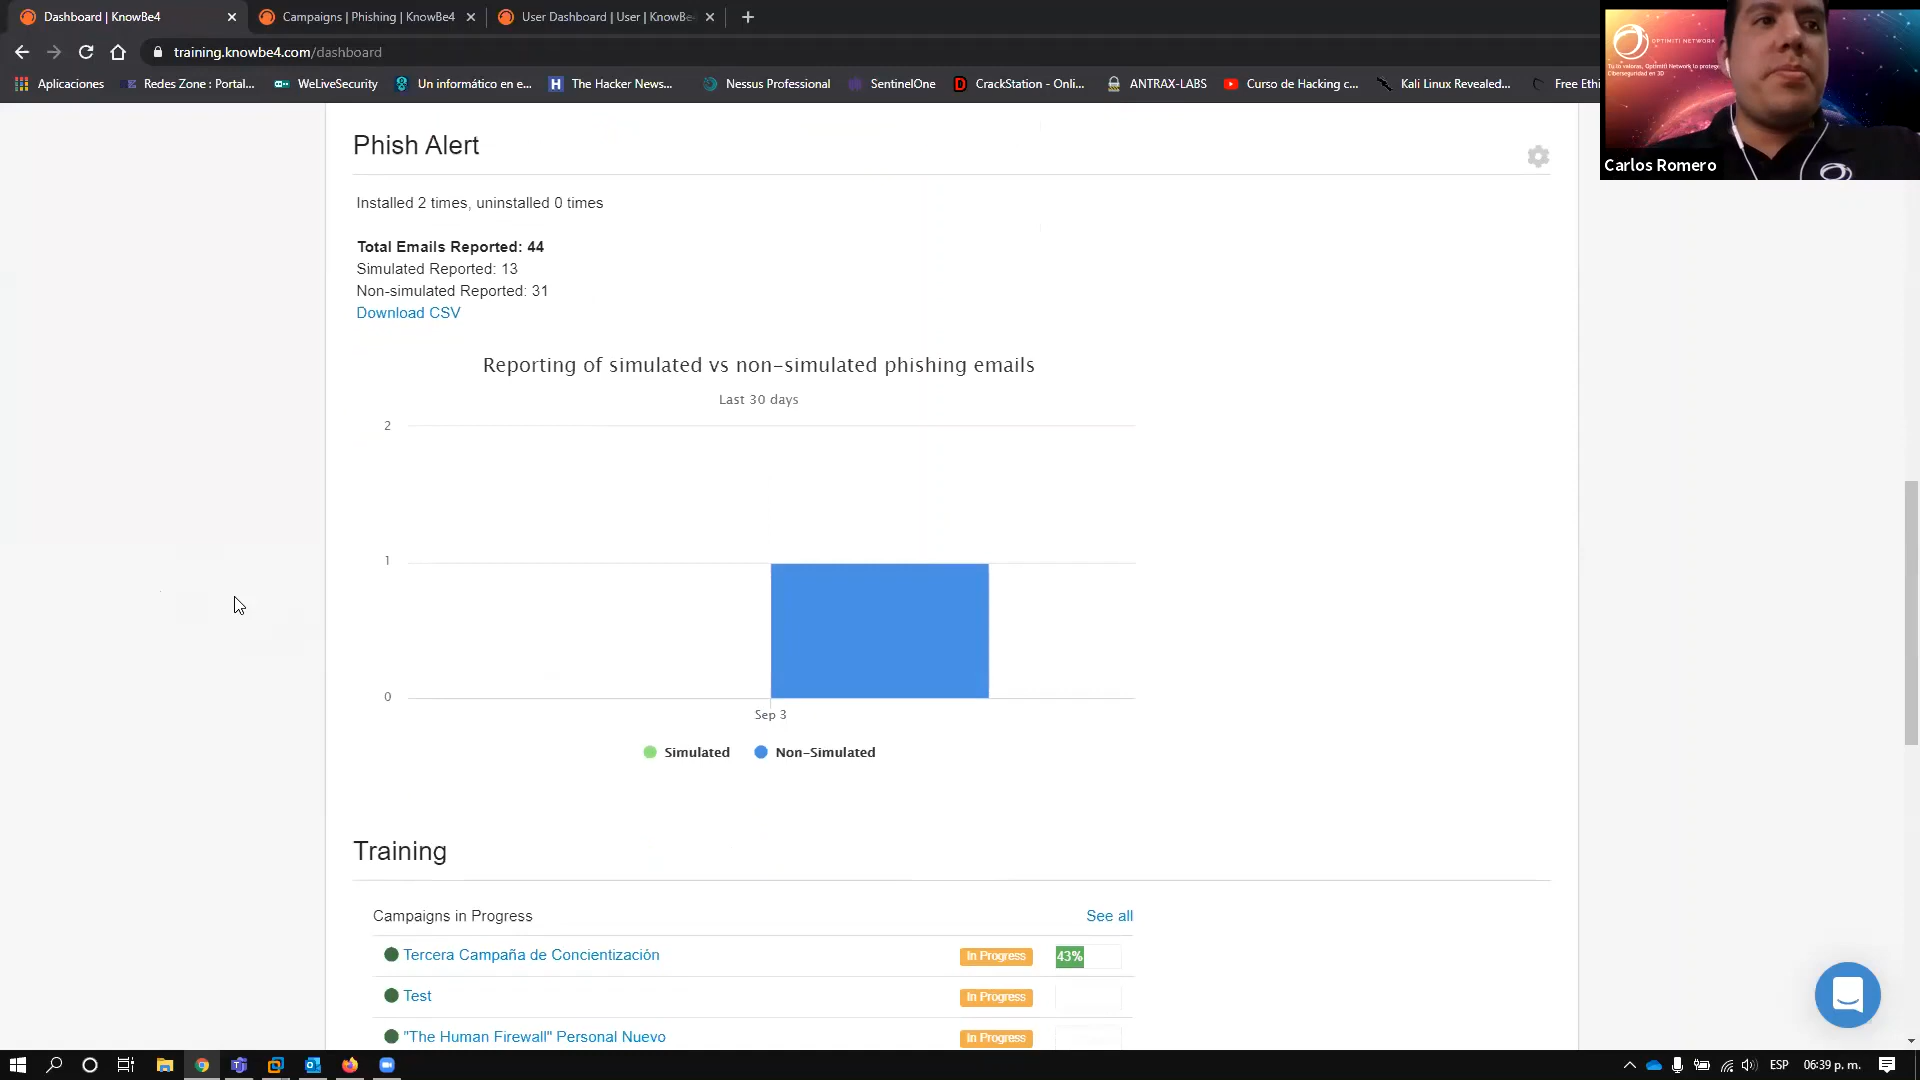 Dashboard | KnowBe4
Campaigns | Phishing | KnowBe4
User Dashboard | User | KnowBe
training.knowbe4.com/dashboard
Aplicaciones
Redes Zone : Portal...
WeLiveSecurity
Un informático en e...
H The Hacker News...
Nessus Professional
SentinelOne
D CrackStation - Onli...
ANTRAX-LABS
Curso de Hacking c...
Kali Linux Revealed...
Free Ethi
OPTIMITI NETWORK
Carlos Romero
Phish Alert
Installed 2 times, uninstalled 0 times
Total Emails Reported: 44
Simulated Reported: 13
Non-simulated Reported: 31
Download CSV
Reporting of simulated vs non-simulated phishing emails
Last 30 days
2
1
0
Sep 3
Simulated
Non-Simulated
Training
Campaigns in Progress
See all
Tercera Campaña de Concientización
In Progress
43%
Test
In Progress
"The Human Firewall" Personal Nuevo
In Progress
ESP
06:39 p. m.